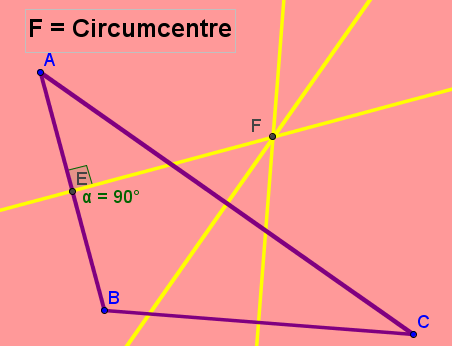 F = Circumcentre
A
F
E
α = 90°
B
C